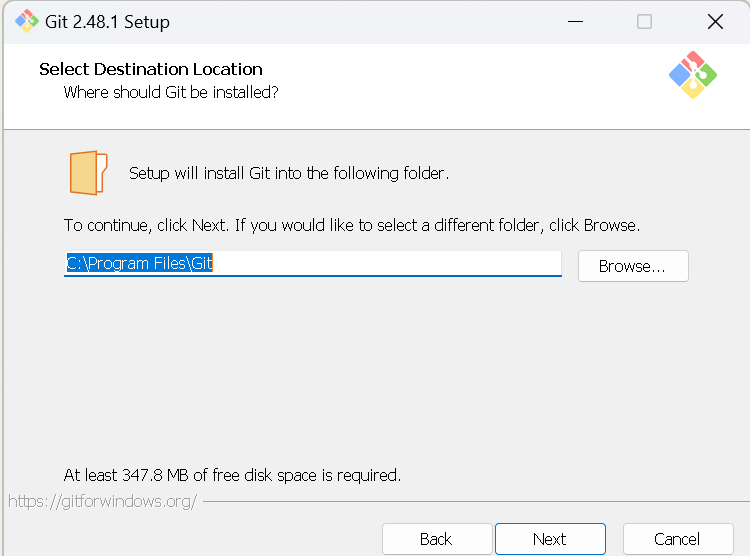 Git 2.48.1 Setup
Select Destination Location
Where should Git be installed?
Setup will install Git into the following folder.
To continue, click Next. If you would like to select a different folder, click Browse.
C:\Program Files\Git
Browse...
At least 347.8 MB of free disk space is required.
https://gitforwindows.org/
Back
Next
Cancel